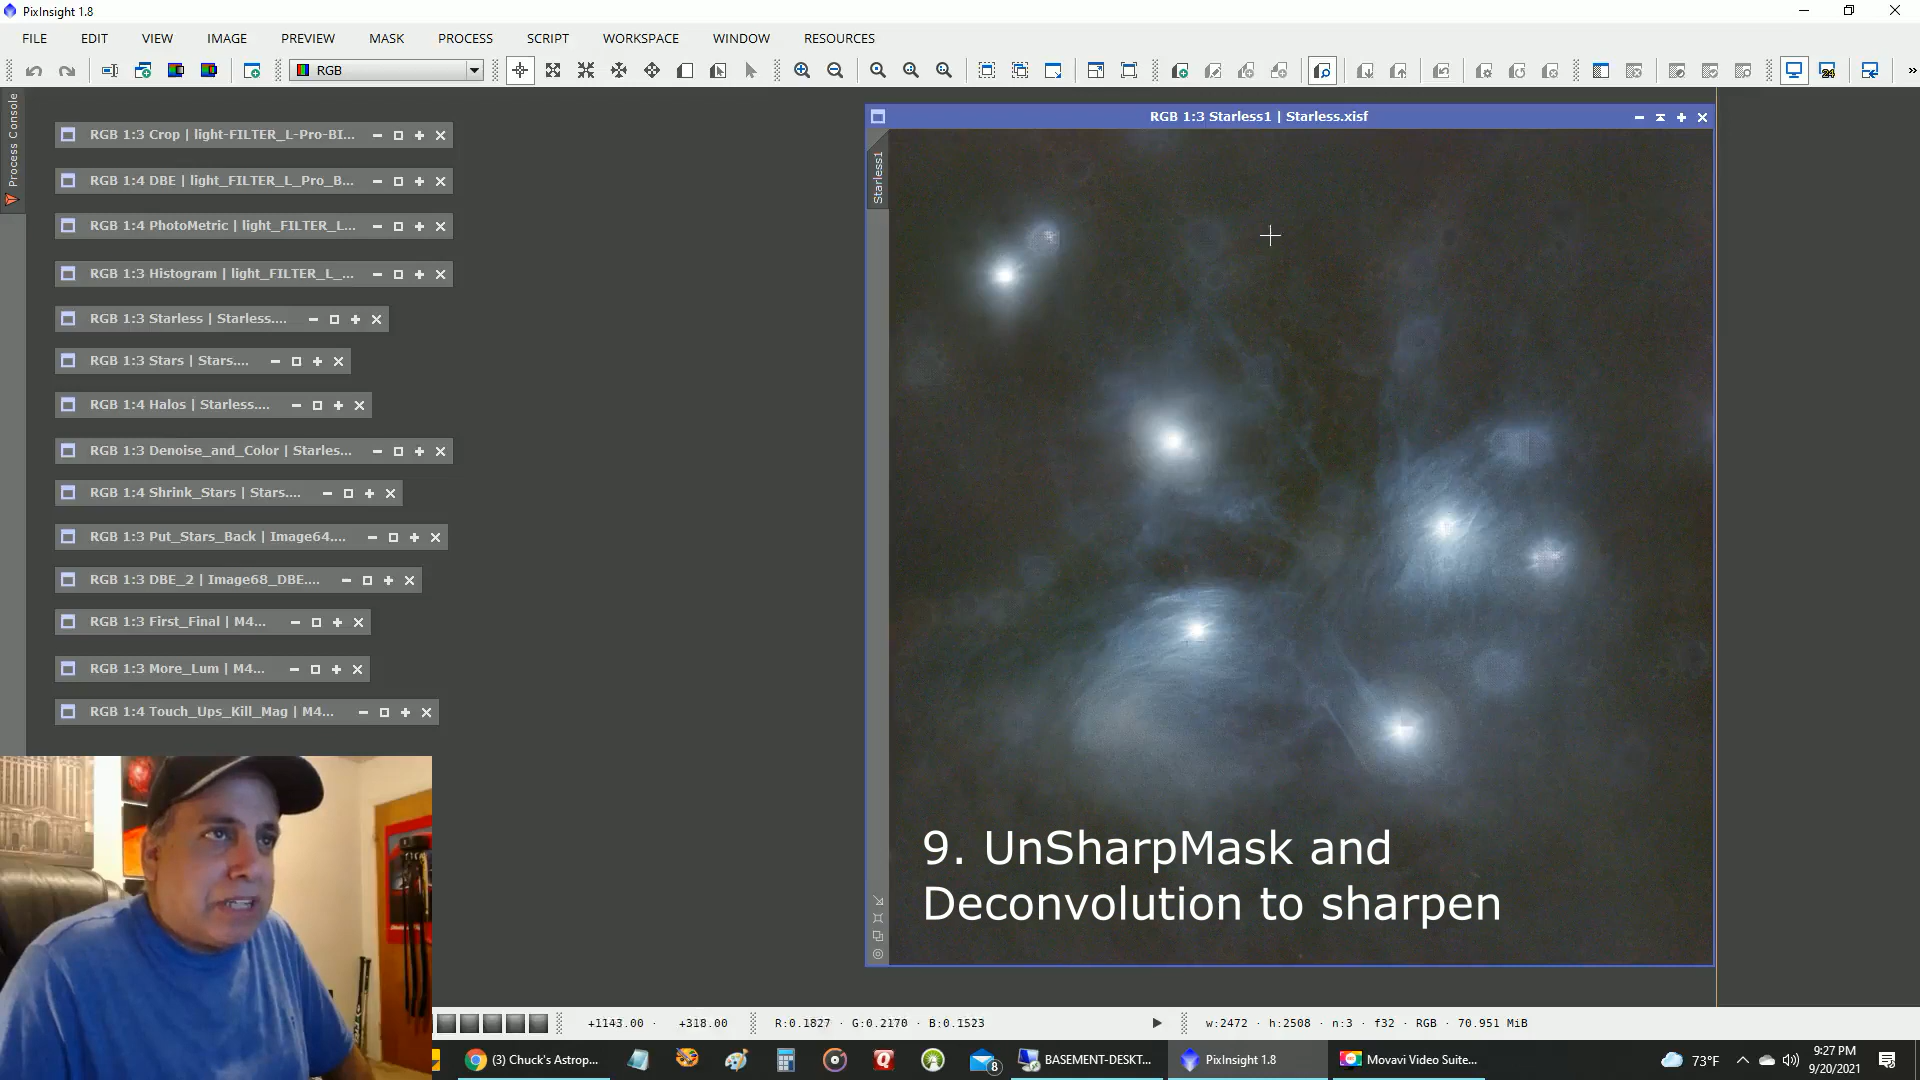 PixInsight 1.8
FILE EDIT VIEW IMAGE PREVIEW MASK PROCESS SCRIPT WORKSPACE WINDOW RESOURCES
RGB
24
Process Console
RGB 1:3 Crop | light-FILTER_L-Pro-BI...
RGB 1:4 DBE | light_FILTER_L_Pro_B...
RGB 1:4 PhotoMetric | light_FILTER_L...
RGB 1:3 Histogram | light_FILTER_L_...
RGB 1:3 Starless | Starless....
RGB 1:3 Stars | Stars....
RGB 1:4 Halos | Starless....
RGB 1:3 Denoise_and_Color | Starles...
RGB 1:4 Shrink_Stars | Stars....
RGB 1:3 Put_Stars_Back | Image64....
RGB 1:3 DBE_2 | Image68_DBE....
RGB 1:3 First_Final | M4...
RGB 1:3 More_Lum | M4...
RGB 1:4 Touch_Ups_Kill_Mag | M4...
RGB 1:3 Starless1 | Starless.xisf
Starless1
9. UnSharpMask and
Deconvolution to sharpen
+1143.00 · +318.00 R:0.1827 · G:0.2170 · B:0.1523 w:2472 · h:2508 · n:3 · f32 · RGB · 70.951 MiB
(3) Chuck's Astrop... Q 8 BASEMENT-DESKT... PixInsight 1.8 Movavi Video Suite... 73°F
9:27 PM
9/20/2021